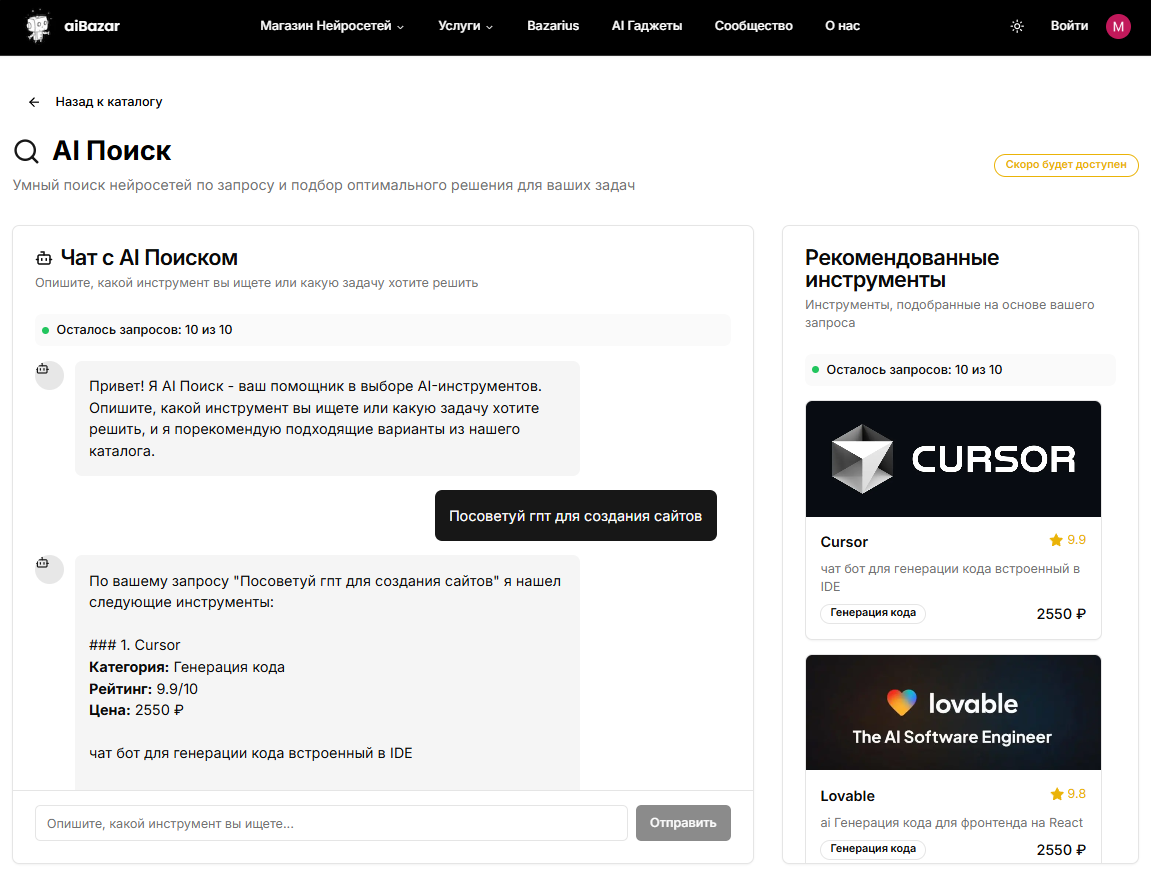 aiBazar
Магазин Нейросетей
Услуги
Bazarius
AI Гаджеты
Сообщество
О нас
Войти
M
Назад к каталогу
AI Поиск
Скоро будет доступен
Умный поиск нейросетей по запросу и подбор оптимального решения для ваших задач
Чат с AI Поиском
Опишите, какой инструмент вы ищете или какую задачу хотите решить
Осталось запросов: 10 из 10
Привет! Я AI Поиск - ваш помощник в выборе AI-инструментов.
Опишите, какой инструмент вы ищете или какую задачу хотите
решить, и я порекомендую подходящие варианты из нашего
каталога.
Посоветуй гпт для создания сайтов
По вашему запросу "Посоветуй гпт для создания сайтов" я нашел
следующие инструменты:
### 1. Cursor
Категория: Генерация кода
Рейтинг: 9.9/10
Цена: 2550 ₽
чат бот для генерации кода встроенный в IDE
Опишите, какой инструмент вы ищете...
Отправить
Рекомендованные
инструменты
Инструменты, подобранные на основе вашего
запроса
Осталось запросов: 10 из 10
CURSOR
Cursor
9.9
чат бот для генерации кода встроенный в
IDE
Генерация кода
2550 ₽
lovable
The AI Software Engineer
Lovable
9.8
ai Генерация кода для фронтенда на React
Генерация кода
2550 ₽